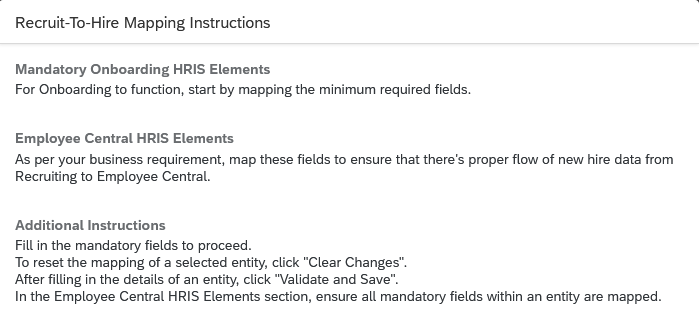 Recruit-To-Hire Mapping Instructions
Mandatory Onboarding HRIS Elements
For Onboarding to function, start by mapping the minimum required fields.
Employee Central HRIS Elements
As per your business requirement, map these fields to ensure that there's proper flow of new hire data from
Recruiting to Employee Central.
Additional Instructions
Fill in the mandatory fields to proceed.
To reset the mapping of a selected entity, click "Clear Changes".
After filling in the details of an entity, click "Validate and Save".
In the Employee Central HRIS Elements section, ensure all mandatory fields within an entity are mapped.